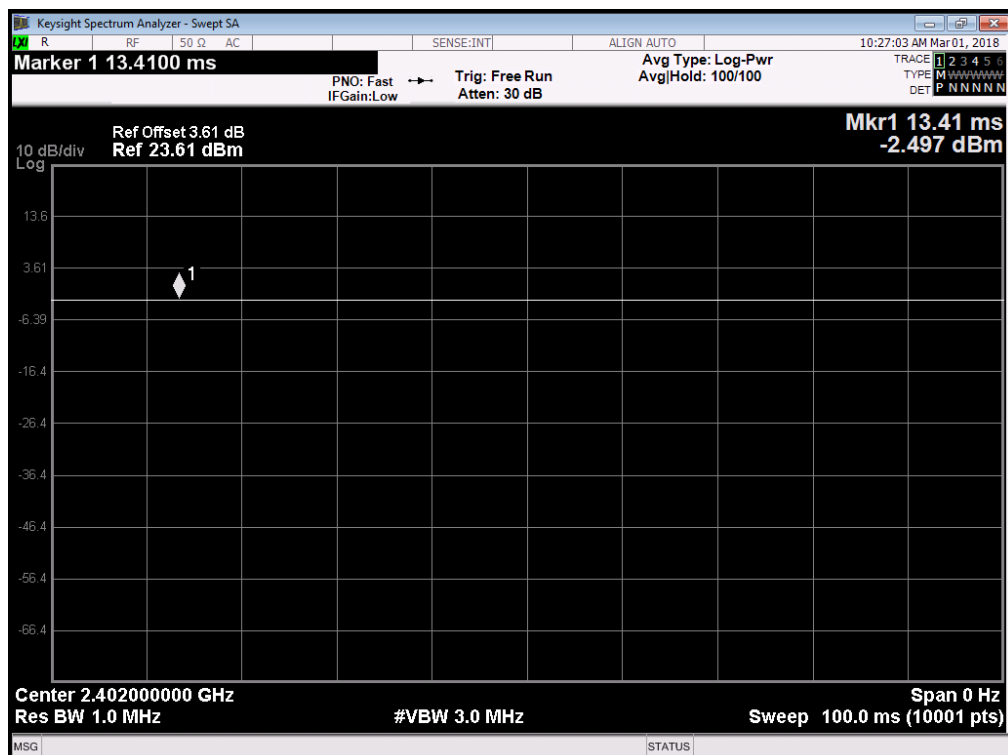 Keysight Spectrum Analyzer - Swept SA
LXI R RF 50 Ω AC SENSE:INT ALIGN AUTO 10:27:03 AM Mar 01, 2018
Marker 1 13.4100 ms
PNO: Fast
IFGain:Low
Trig: Free Run
Atten: 30 dB
Avg Type: Log-Pwr
Avg|Hold: 100/100
TRACE 1 2 3 4 5 6
TYPE M W W W W W
DET P N N N N N
Mkr1 13.41 ms
-2.497 dBm
Ref Offset 3.61 dB
10 dB/div Ref 23.61 dBm
Log
13.6
1
3.61
-6.39
-16.4
-26.4
-36.4
-46.4
-56.4
-66.4
Center 2.402000000 GHz Span 0 Hz
Res BW 1.0 MHz #VBW 3.0 MHz Sweep 100.0 ms (10001 pts)
MSG STATUS